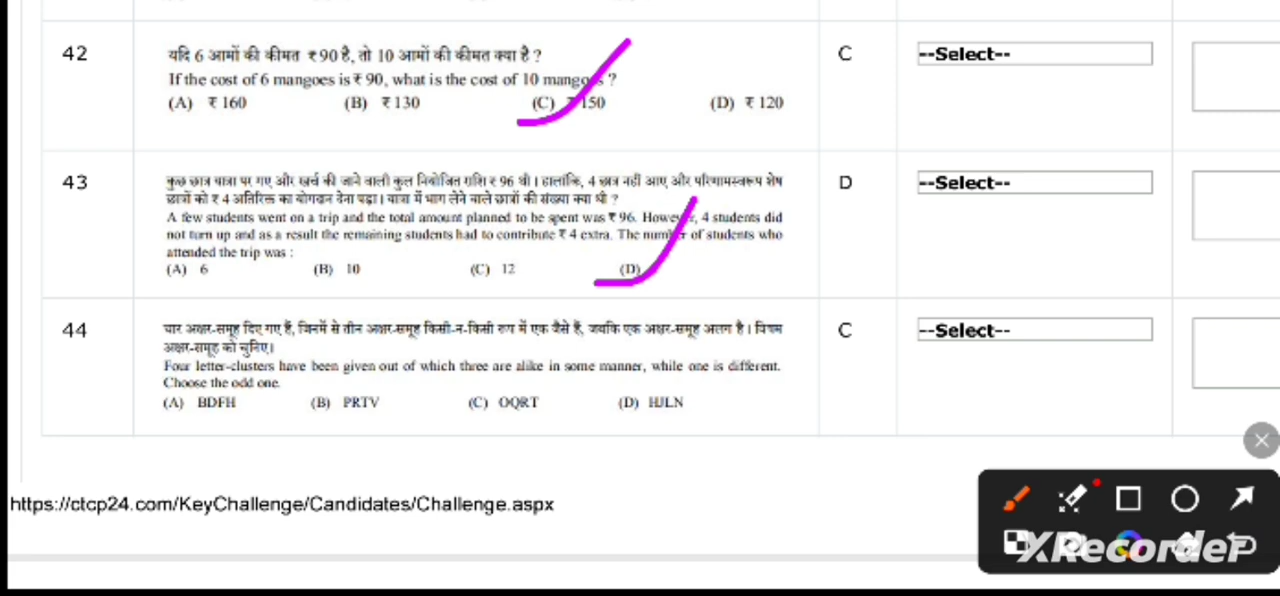 42
यदि 6 आमों की कीमत ₹90 है, तो 10 आमों की कीमत क्या है ?
If the cost of 6 mangoes is ₹ 90, what is the cost of 10 ?
(A) ₹ 160 (B) ₹ 130 (C) 150 (D) ₹ 120
C
--Select--
43
कुछ छात्र यात्रा पर गए और खर्च की जाने वाली कुल नियोजित राशि ₹ 96 थी। हालांकि, 4 छात्र नहीं आए और परिणामस्वरूप शेष
छात्रों को ₹ 4 अतिरिक्त का योगदान देना पड़ा। यात्रा में भाग लेने वाले छात्रों की संख्या क्या थी ?
A few students went on a trip and the total amount planned to be spent was ₹ 96. However, 4 students did
not turn up and as a result the remaining students had to contribute ₹ 4 extra. The number of students who
attended the trip was :
(A) 6 (B) 10 (C) 12 (D)
D
--Select--
44
चार अक्षर-समूह दिए गए हैं, जिनमें से तीन अक्षर-समूह किसी-न-किसी रूप में एक जैसे हैं, जबकि एक अक्षर-समूह अलग है। विषम
अक्षर-समूह को चुनिए।
Four letter-clusters have been given out of which three are alike in some manner, while one is different.
Choose the odd one.
(A) BDFH (B) PRTV (C) OQRT (D) HJLN
C
--Select--
https://ctcp24.com/KeyChallenge/Candidates/Challenge.aspx
XRecorder